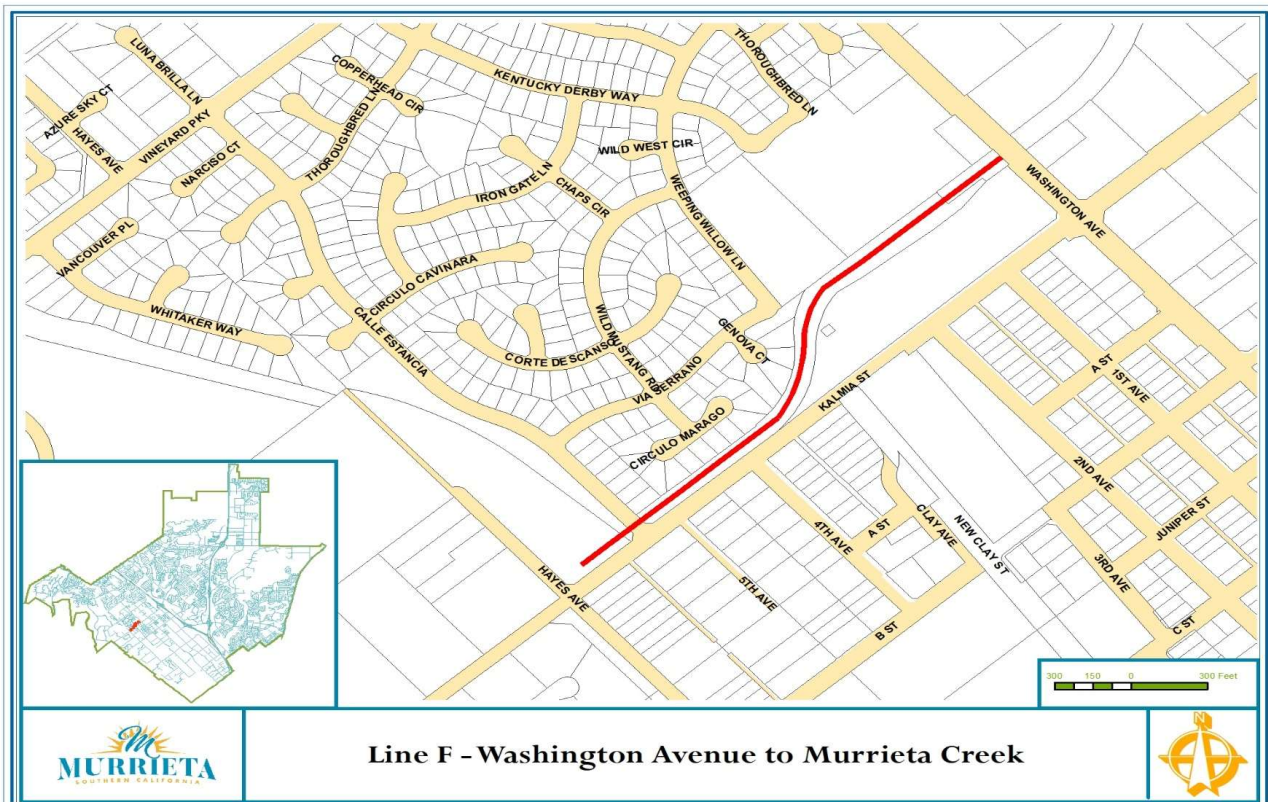 LUNA BRILLA LN
COPPERHEAD CIR
THOROUGHBRED LN
KENTUCKY DERBY WAY
AZURE SKY CT
HAYES AVE
VINEYARD PKY
THOROUGHBRED LN
NARCISO CT
WILD WEST CIR
IRON GATE LN
CHAPS CIR
WEEPING WILLOW LN
WASHINGTON AVE
VANCOUVER PL
CIRCULO CAVINARA
WHITAKER WAY
CALLE ESTANCIA
CORTE DESCANSO
WILD MUSTANG RD
GENOVA CT
VIA SERRANO
KALMIA ST
A ST
1ST AVE
CIRCULO MARAGO
2ND AVE
JUNIPER ST
4TH AVE
A ST
CLAY AVE
NEW CLAY ST
3RD AVE
HAYES AVE
5TH AVE
B ST
C ST
300 150 0 300 Feet
M
MURRIETA
SOUTHERN CALIFORNIA
Line F - Washington Avenue to Murrieta Creek
N